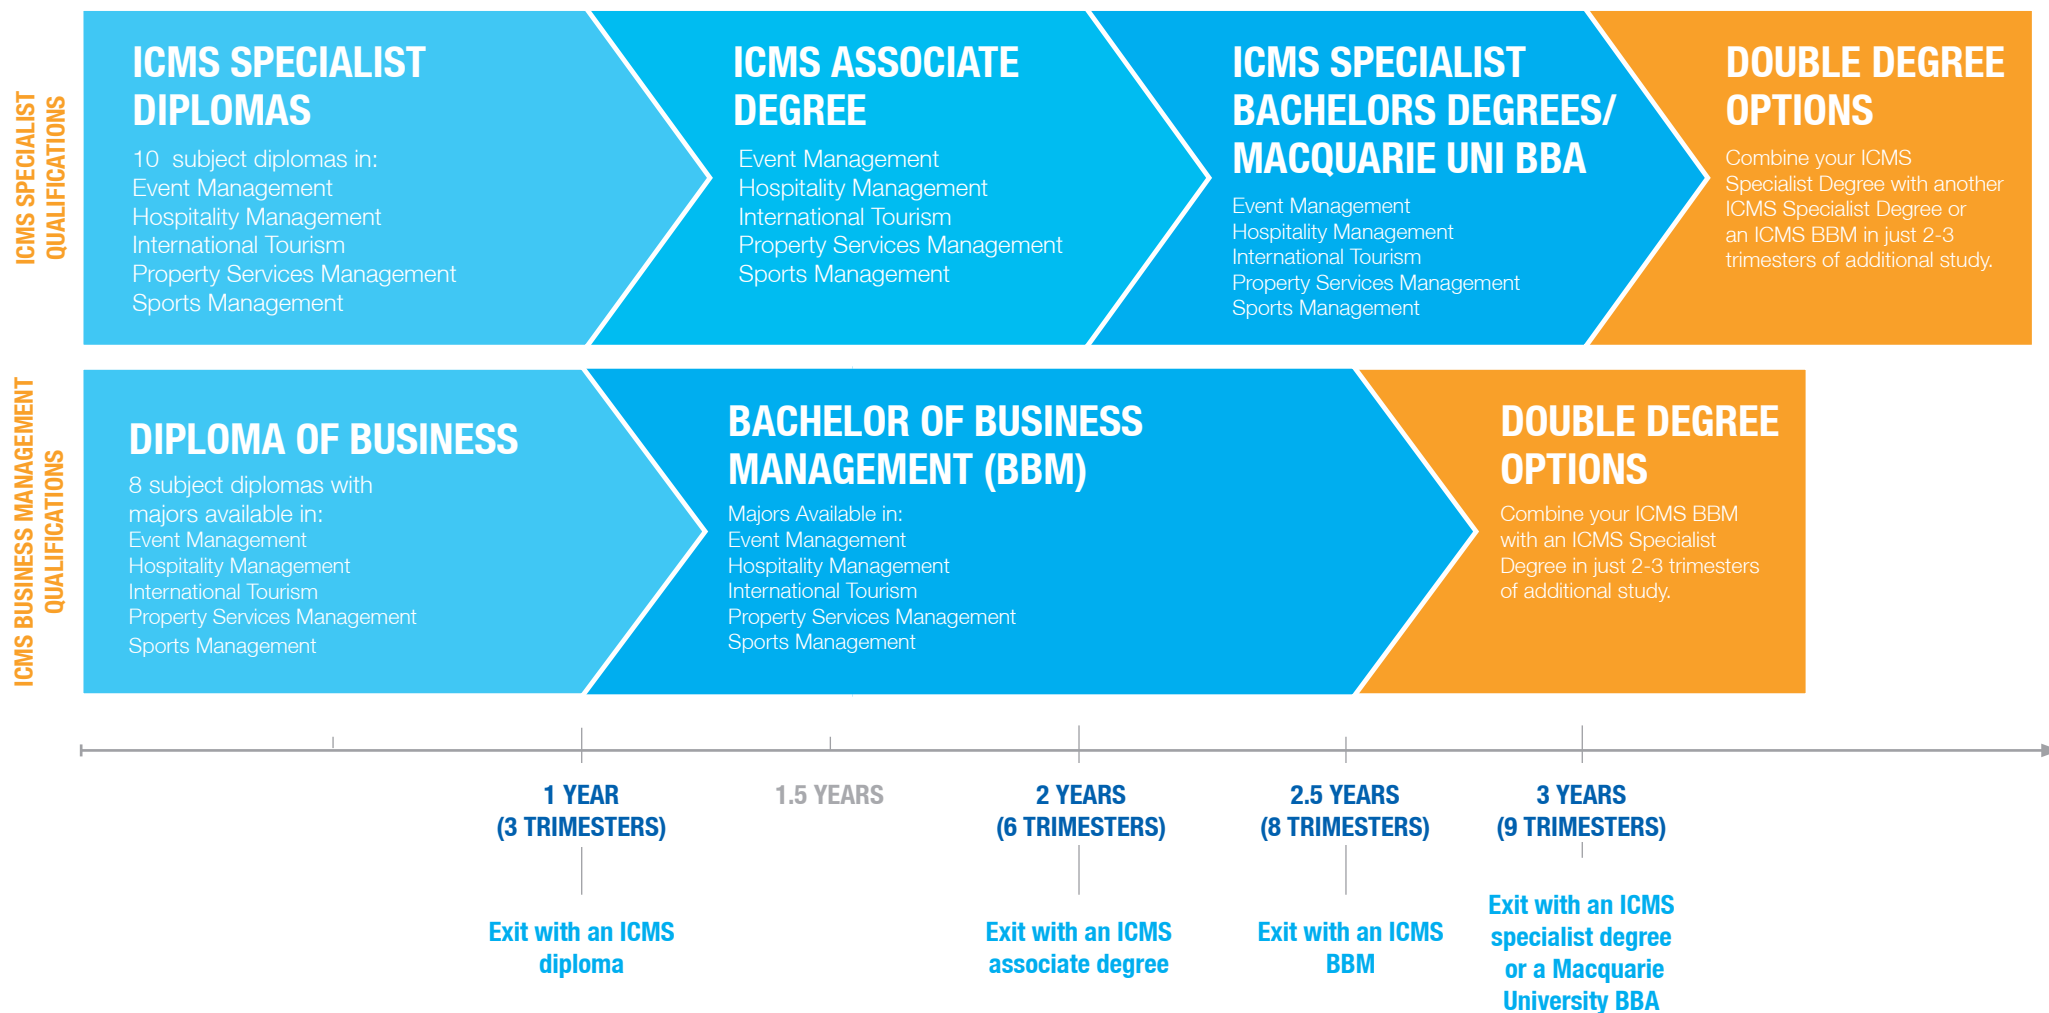 ICMS SPECIALIST
QUALIFICATIONS
ICMS SPECIALIST
DIPLOMAS
10 subject diplomas in:
Event Management
Hospitality Management
International Tourism
Property Services Management
Sports Management
ICMS ASSOCIATE
DEGREE
Event Management
Hospitality Management
International Tourism
Property Services Management
Sports Management
ICMS SPECIALIST
BACHELORS DEGREES/
MACQUARIE UNI BBA
Event Management
Hospitality Management
International Tourism
Property Services Management
Sports Management
DOUBLE DEGREE
OPTIONS
Combine your ICMS
Specialist Degree with another
ICMS Specialist Degree or
an ICMS BBM in just 2-3
trimesters of additional study.
ICMS BUSINESS MANAGEMENT
QUALIFICATIONS
DIPLOMA OF BUSINESS
8 subject diplomas with
majors available in:
Event Management
Hospitality Management
International Tourism
Property Services Management
Sports Management
BACHELOR OF BUSINESS
MANAGEMENT (BBM)
Majors Available in:
Event Management
Hospitality Management
International Tourism
Property Services Management
Sports Management
DOUBLE DEGREE
OPTIONS
Combine your ICMS BBM
with an ICMS Specialist
Degree in just 2-3 trimesters
of additional study.
1 YEAR
(3 TRIMESTERS)
Exit with an ICMS
diploma
1.5 YEARS
2 YEARS
(6 TRIMESTERS)
Exit with an ICMS
associate degree
2.5 YEARS
(8 TRIMESTERS)
Exit with an ICMS
BBM
3 YEARS
(9 TRIMESTERS)
Exit with an ICMS
specialist degree
or a Macquarie
University BBA